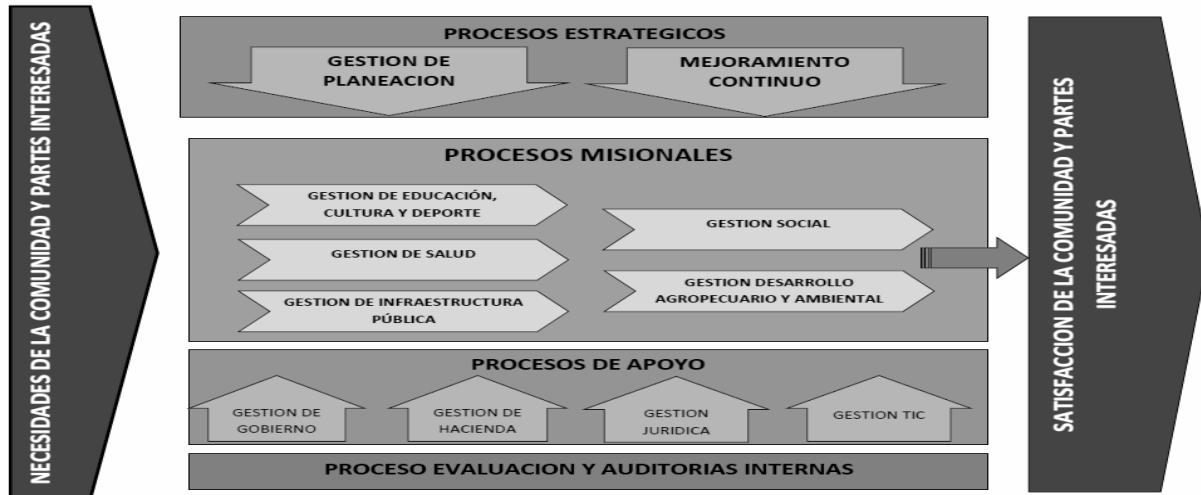 NECESIDADES DE LA COMUNIDAD Y PARTES INTERESADAS
PROCESOS ESTRATEGICOS
GESTION DE
PLANEACION
MEJORAMIENTO
CONTINUO
PROCESOS MISIONALES
GESTION DE EDUCACIÓN,
CULTURA Y DEPORTE
GESTION DE SALUD
GESTION DE INFRAESTRUCTURA
PÚBLICA
GESTION SOCIAL
GESTION DESARROLLO
AGROPECUARIO Y AMBIENTAL
PROCESOS DE APOYO
GESTION DE
GOBIERNO
GESTION DE
HACIENDA
GESTION
JURIDICA
GESTION TIC
PROCESO EVALUACION Y AUDITORIAS INTERNAS
SATISFACCION DE LA COMUNIDAD Y PARTES
INTERESADAS